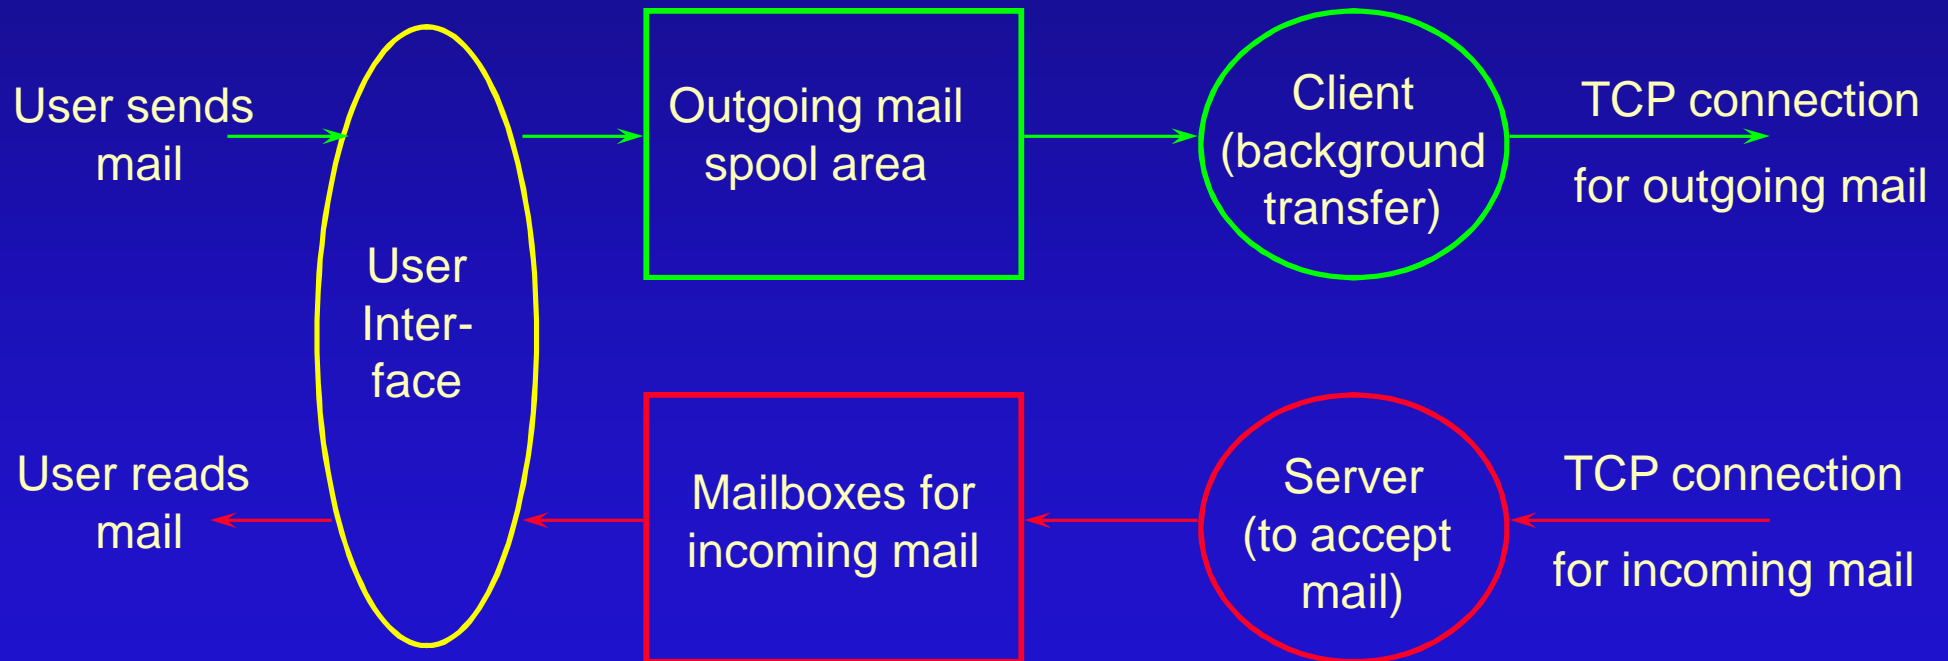 User sends
mail
User
Inter-
face
Outgoing mail
spool area
Client
(background
transfer)
TCP connection
for outgoing mail
User reads
mail
Mailboxes for
incoming mail
Server
(to accept
mail)
TCP connection
for incoming mail